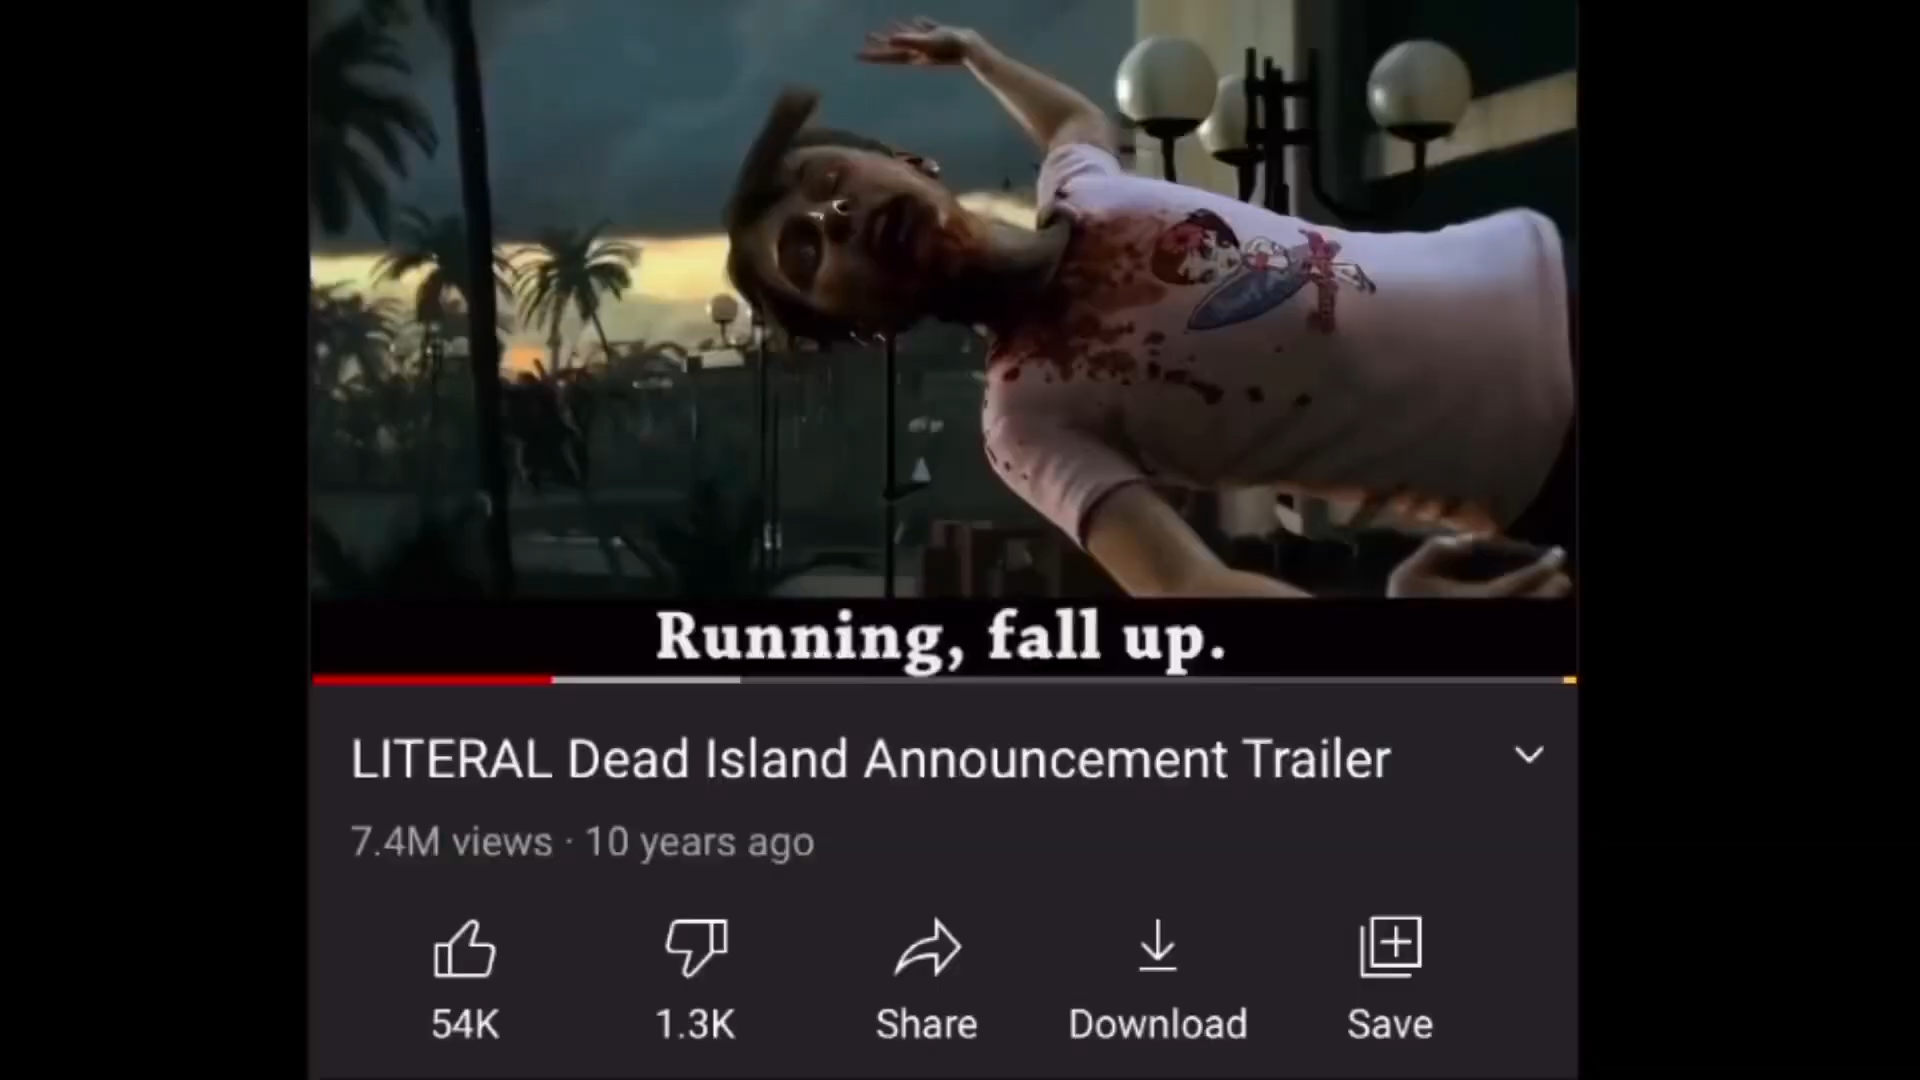 Running, fall up.
LITERAL Dead Island Announcement Trailer
7.4M views · 10 years ago
54K
1.3K
Share
Download
Save